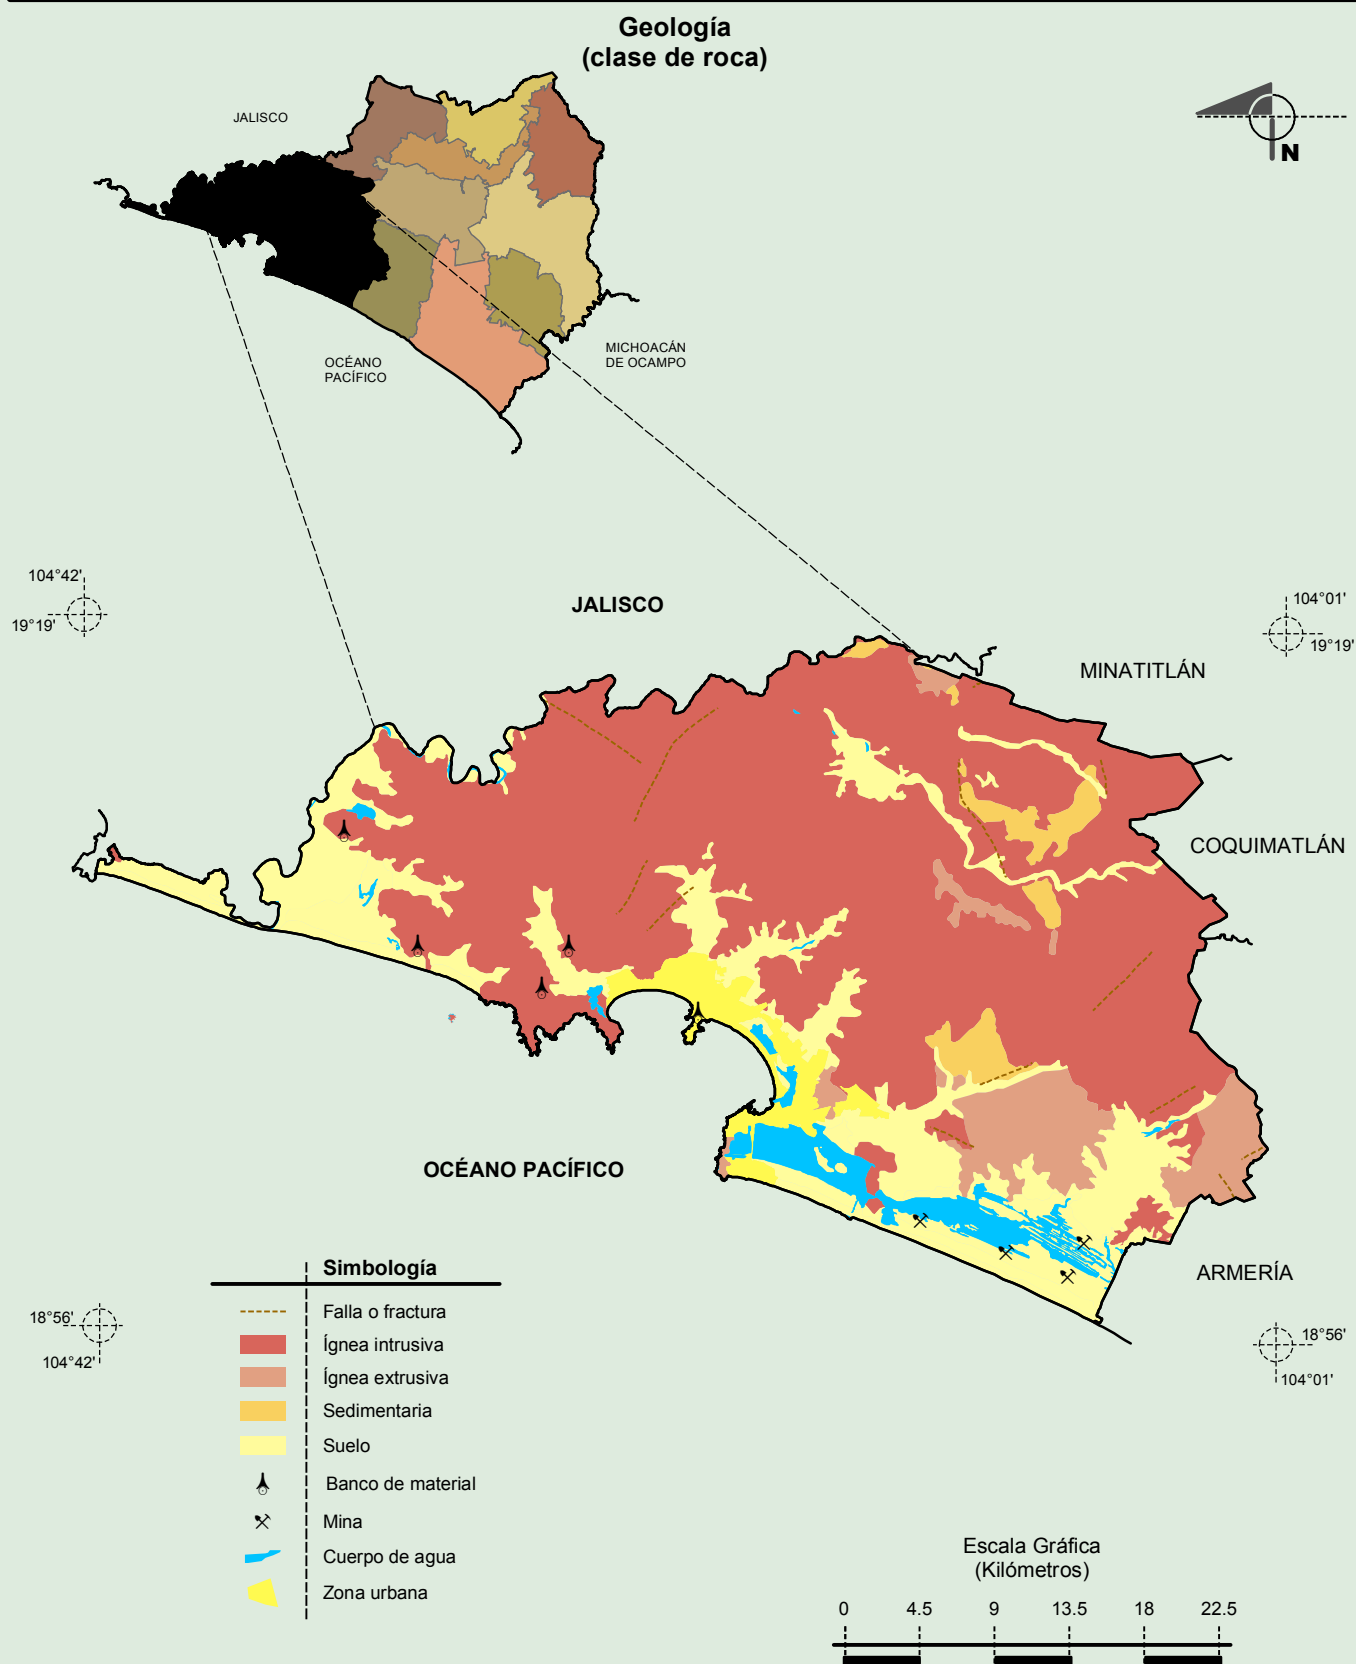 Geología
(clase de roca)
JALISCO
N
OCÉANO
PACÍFICO
MICHOACÁN
DE OCAMPO
104°42'
19°19'
JALISCO
104°01'
19°19'
MINATITLÁN
COQUIMATLÁN
OCÉANO PACÍFICO
ARMERÍA
Simbología
Falla o fractura
Ígnea intrusiva
Ígnea extrusiva
Sedimentaria
Suelo
Banco de material
Mina
Cuerpo de agua
Zona urbana
18°56'
104°42'
18°56'
104°01'
Escala Gráfica
(Kilómetros)
0 4.5 9 13.5 18 22.5